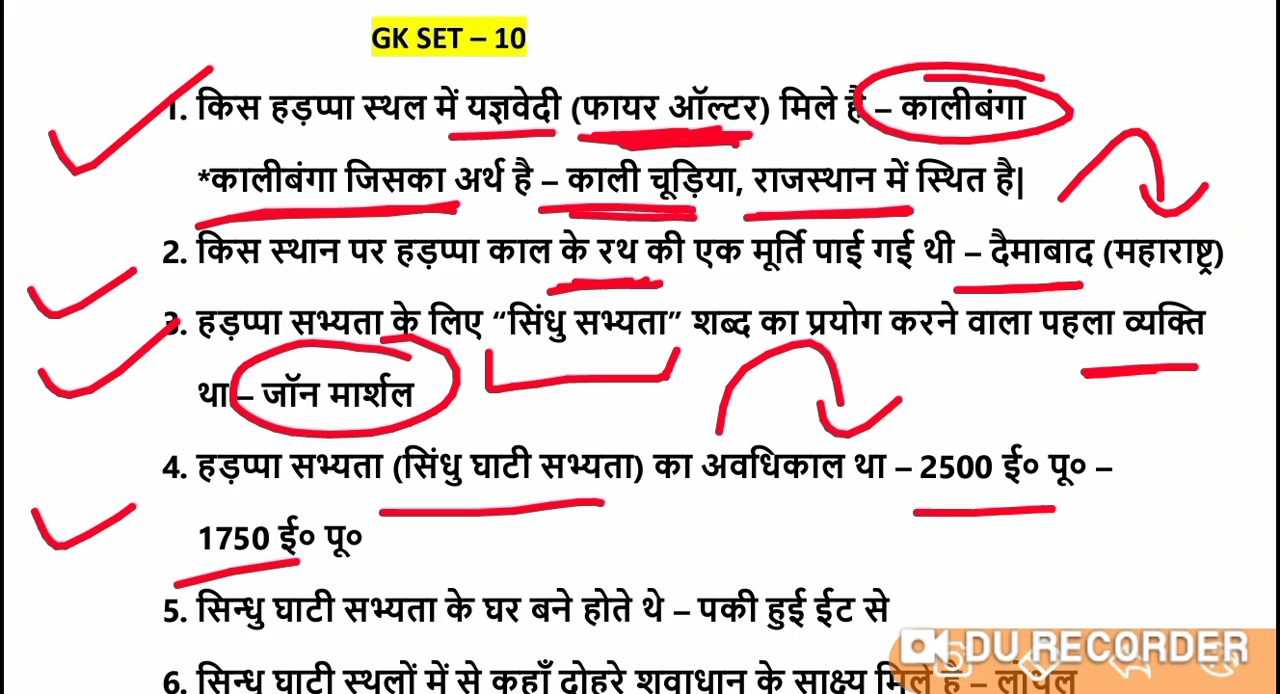 GK SET – 10
1. किस हड़प्पा स्थल में यज्ञवेदी (फायर ऑल्टर) मिले है – कालीबंगा
*कालीबंगा जिसका अर्थ है – काली चूड़िया, राजस्थान में स्थित है|
2. किस स्थान पर हड़प्पा काल के रथ की एक मूर्ति पाई गई थी – दैमाबाद (महाराष्ट्र)
3. हड़प्पा सभ्यता के लिए “सिंधु सभ्यता” शब्द का प्रयोग करने वाला पहला व्यक्ति
था – जॉन मार्शल
4. हड़प्पा सभ्यता (सिंधु घाटी सभ्यता) का अवधिकाल था – 2500 ई० पू० –
1750 ई० पू०
5. सिन्धु घाटी सभ्यता के घर बने होते थे – पकी हुई ईट से
DU RECORDER
6. सिन्धु घाटी स्थलों में से कहाँ दोहरे शवाधान के साक्ष्य मिले है – लोथल